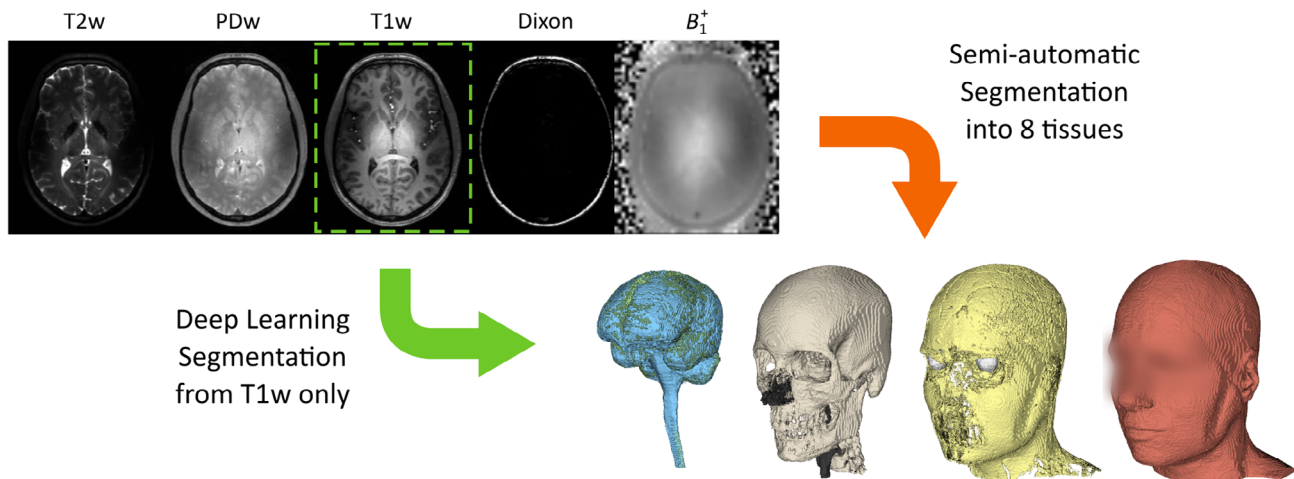 T2w PDw T1w Dixon B₁⁺
Semi-automatic
Segmentation
into 8 tissues
Deep Learning
Segmentation
from T1w only